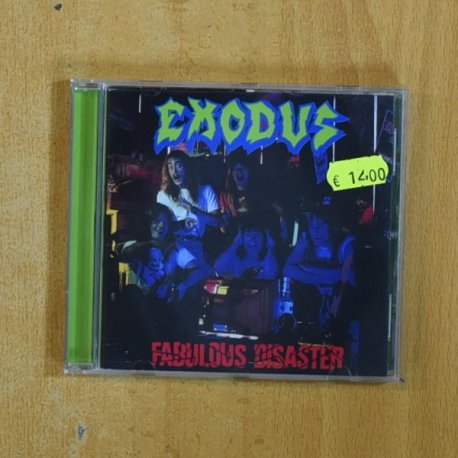 EXODUS
€ 14,00
FABULOUS DISASTER